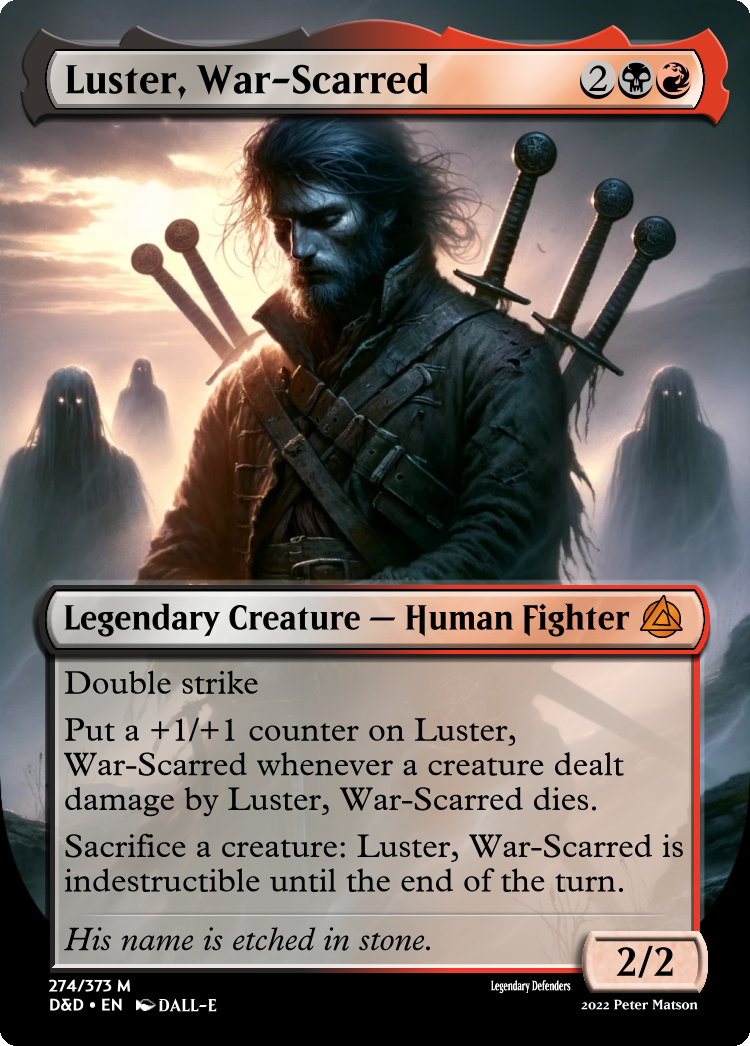 Luster, War-Scarred 2
Legendary Creature — Human Fighter
Double strike
Put a +1/+1 counter on Luster,
War-Scarred whenever a creature dealt
damage by Luster, War-Scarred dies.
Sacrifice a creature: Luster, War-Scarred is
indestructible until the end of the turn.
His name is etched in stone.
2/2
274/373 M
D&D • EN DALL-E
Legendary Defenders
2022 Peter Matson